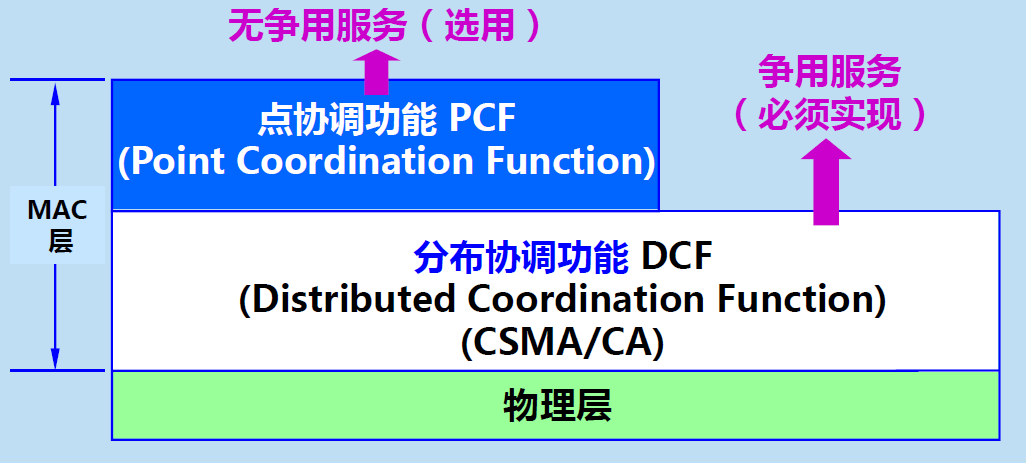 无争用服务（选用）
争用服务
（必须实现）
点协调功能 PCF
(Point Coordination Function)
MAC
层
分布协调功能 DCF
(Distributed Coordination Function)
(CSMA/CA)
物理层